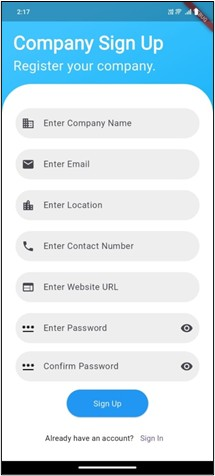 2:17
Company Sign Up
Register your company.
Enter Company Name
Enter Email
Enter Location
Enter Contact Number
Enter Website URL
Enter Password
Confirm Password
Sign Up
Already have an account? Sign In